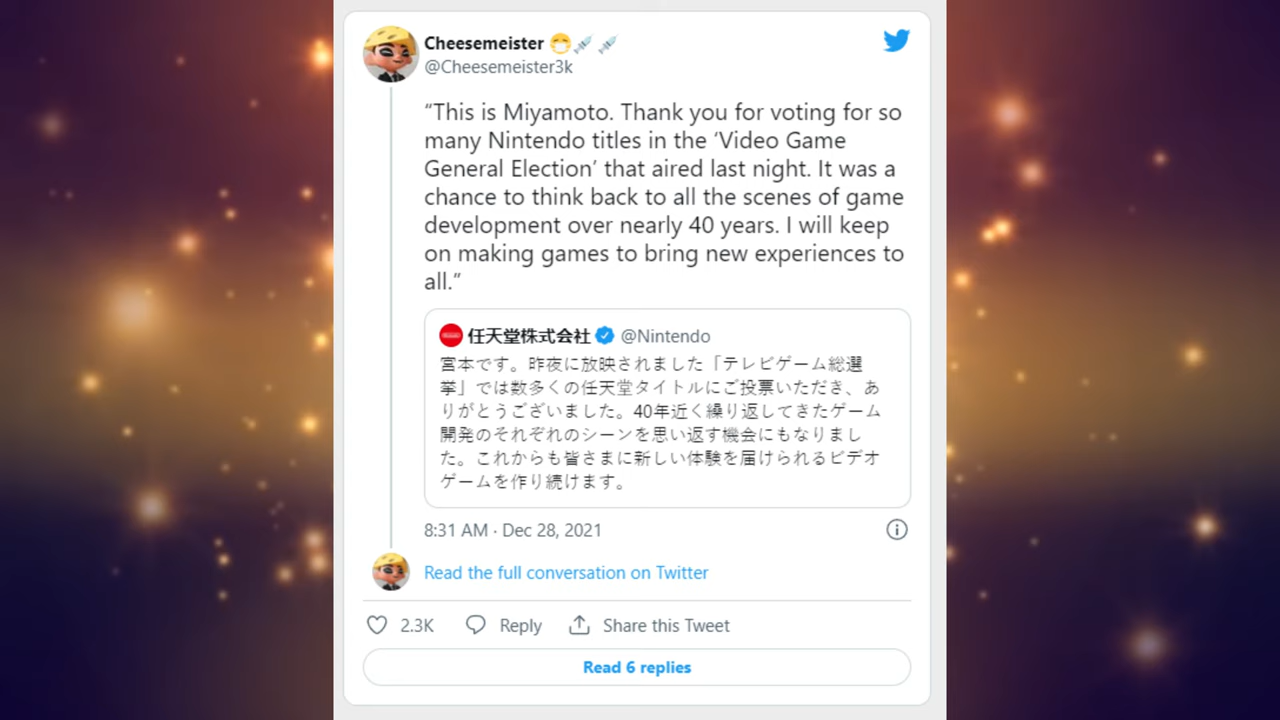 Cheesemeister 😷💉💉
@Cheesemeister3k
“This is Miyamoto. Thank you for voting for so
many Nintendo titles in the ‘Video Game
General Election’ that aired last night. It was a
chance to think back to all the scenes of game
development over nearly 40 years. I will keep
on making games to bring new experiences to
all.”
任天堂株式会社 @Nintendo
宮本です。昨夜に放映されました「テレビゲーム総選
挙」では数多くの任天堂タイトルにご投票いただき、あ
りがとうございました。40年近く繰り返してきたゲーム
開発のそれぞれのシーンを思い返す機会にもなりまし
た。これからも皆さまに新しい体験を届けられるビデオ
ゲームを作り続けます。
8:31 AM · Dec 28, 2021
Read the full conversation on Twitter
2.3K Reply Share this Tweet
Read 6 replies